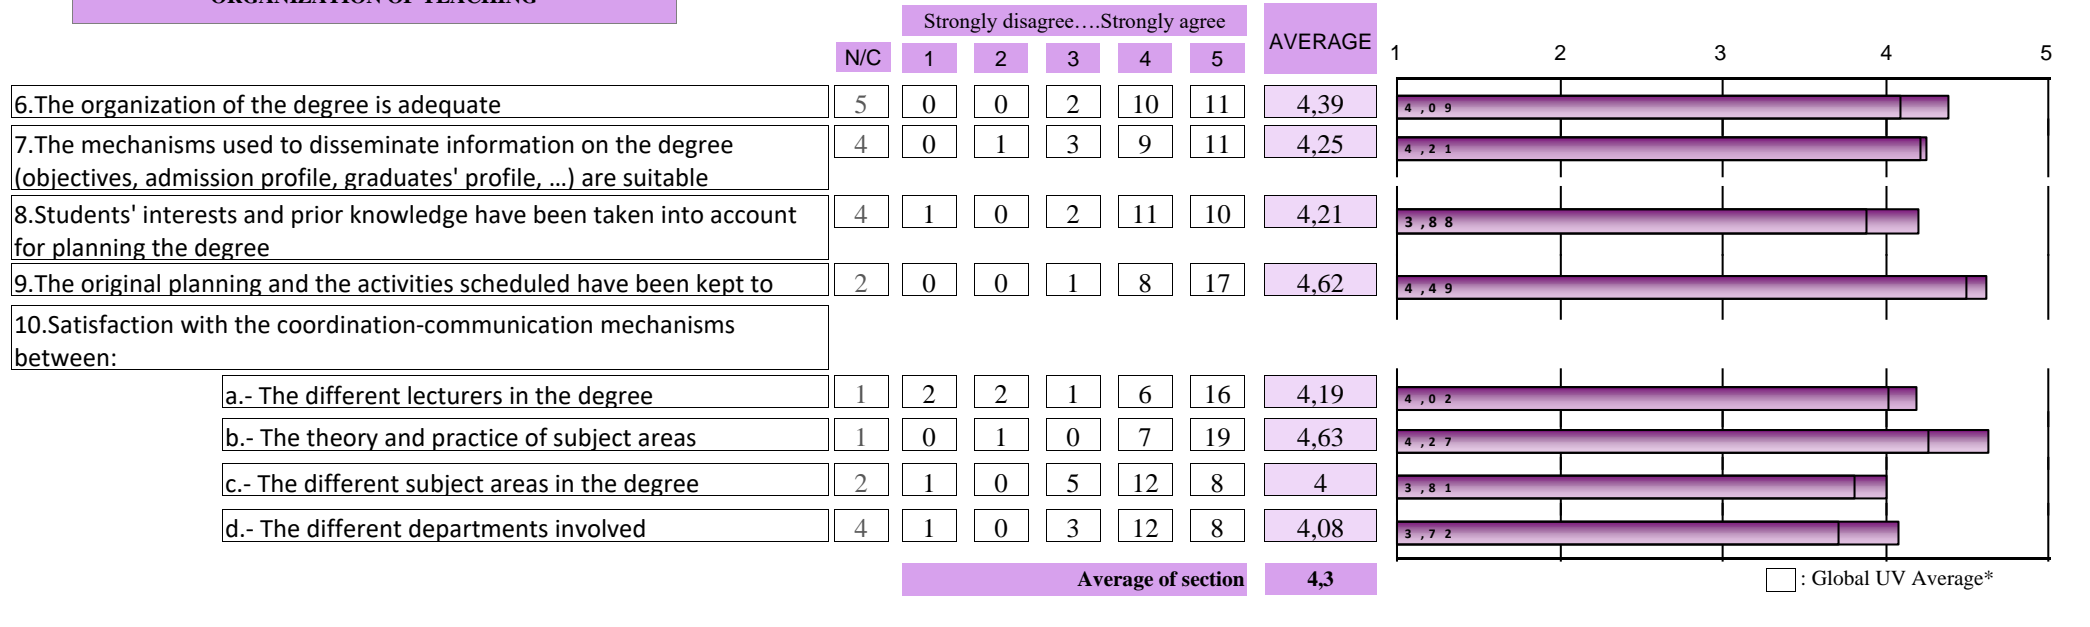 ORGANIZATION OF TEACHING
Strongly disagree….Strongly agree
AVERAGE
N/C 1 2 3 4 5
1 2 3 4 5
6.The organization of the degree is adequate 5 0 0 2 10 11 4,39 4,09
7.The mechanisms used to disseminate information on the degree
(objectives, admission profile, graduates' profile, …) are suitable 4 0 1 3 9 11 4,25 4,21
8.Students' interests and prior knowledge have been taken into account
for planning the degree 4 1 0 2 11 10 4,21 3,88
9.The original planning and the activities scheduled have been kept to 2 0 0 1 8 17 4,62 4,49
10.Satisfaction with the coordination-communication mechanisms
between:
a.- The different lecturers in the degree 1 2 2 1 6 16 4,19 4,02
b.- The theory and practice of subject areas 1 0 1 0 7 19 4,63 4,27
c.- The different subject areas in the degree 2 1 0 5 12 8 4 3,81
d.- The different departments involved 4 1 0 3 12 8 4,08 3,72
Average of section 4,3
: Global UV Average*